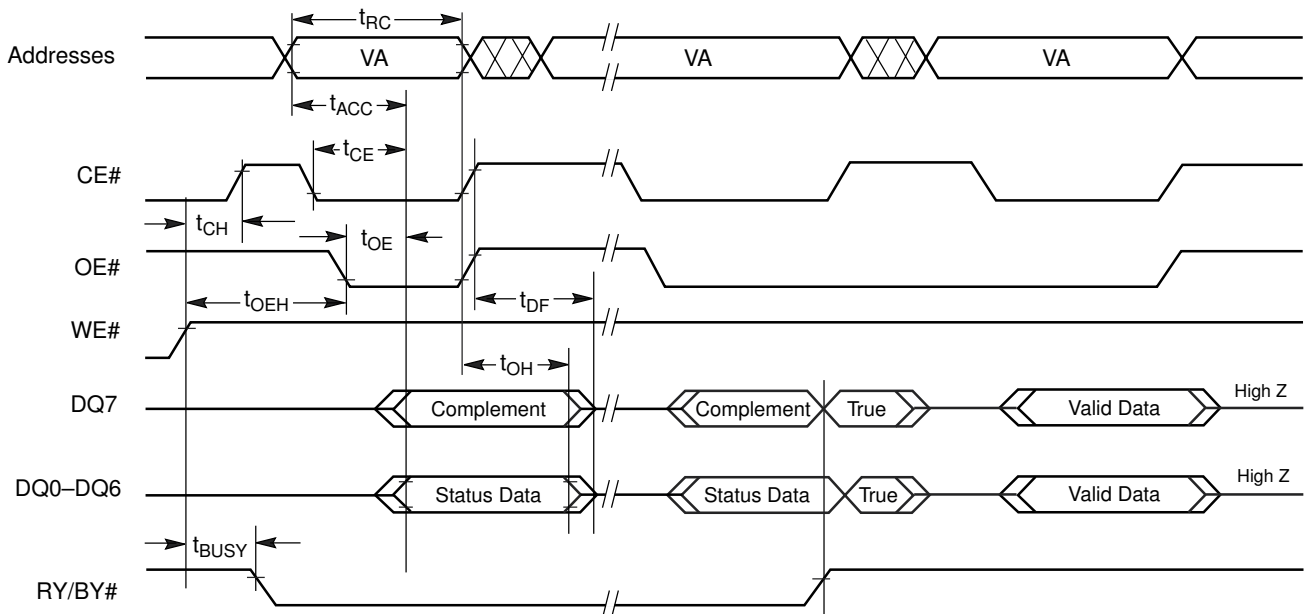 tRC
Addresses VA VA VA
tACC
tCE
CE#
tCH
tOE
OE#
tDF
tOEH
WE#
tOH
DQ7 Complement Complement True Valid Data High Z
DQ0–DQ6 Status Data Status Data True Valid Data High Z
tBUSY
RY/BY#